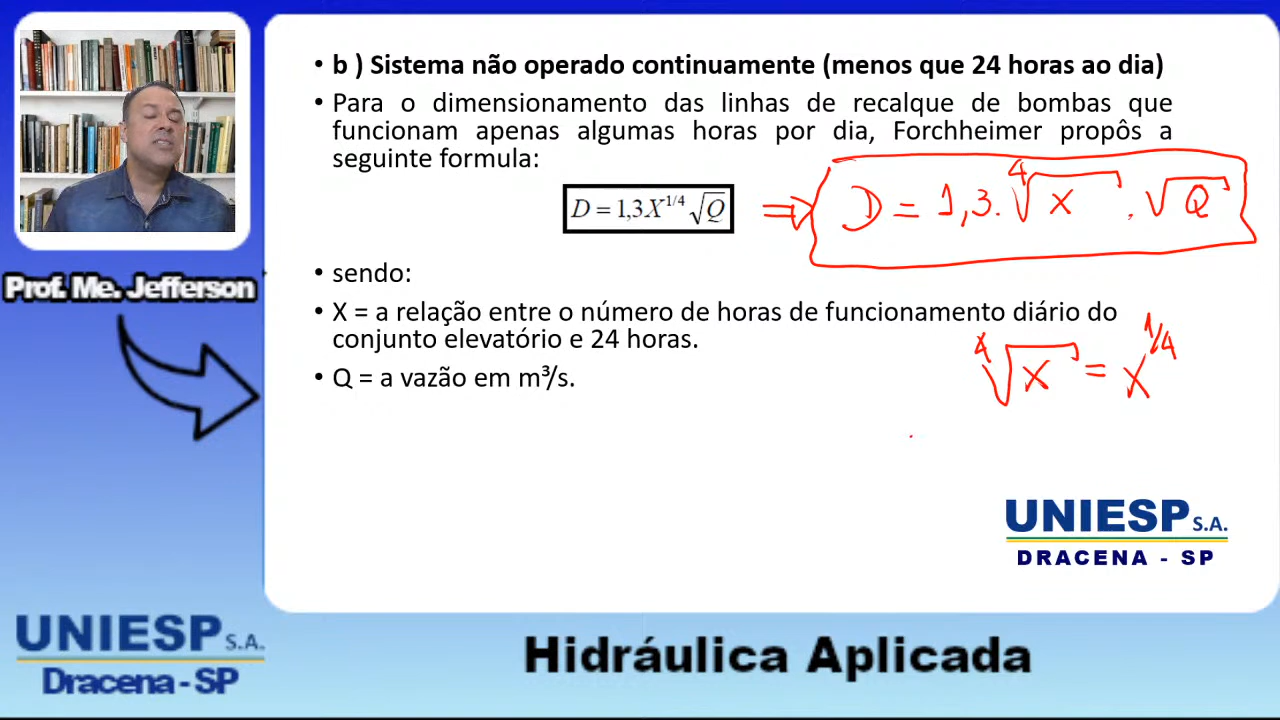 • b ) Sistema não operado continuamente (menos que 24 horas ao dia)
• Para o dimensionamento das linhas de recalque de bombas que
funcionam apenas algumas horas por dia, Forchheimer propôs a
seguinte formula:
D = 1,3 X^{1/4} √Q ⇒ D = 1,3 . ⁴√X . √Q
• sendo:
• X = a relação entre o número de horas de funcionamento diário do
conjunto elevatório e 24 horas.
⁴√X = X^{1/4}
• Q = a vazão em m³/s.
Prof. Me. Jefferson
UNIESP S.A.
DRACENA - SP
UNIESP S.A.
Dracena - SP
Hidráulica Aplicada